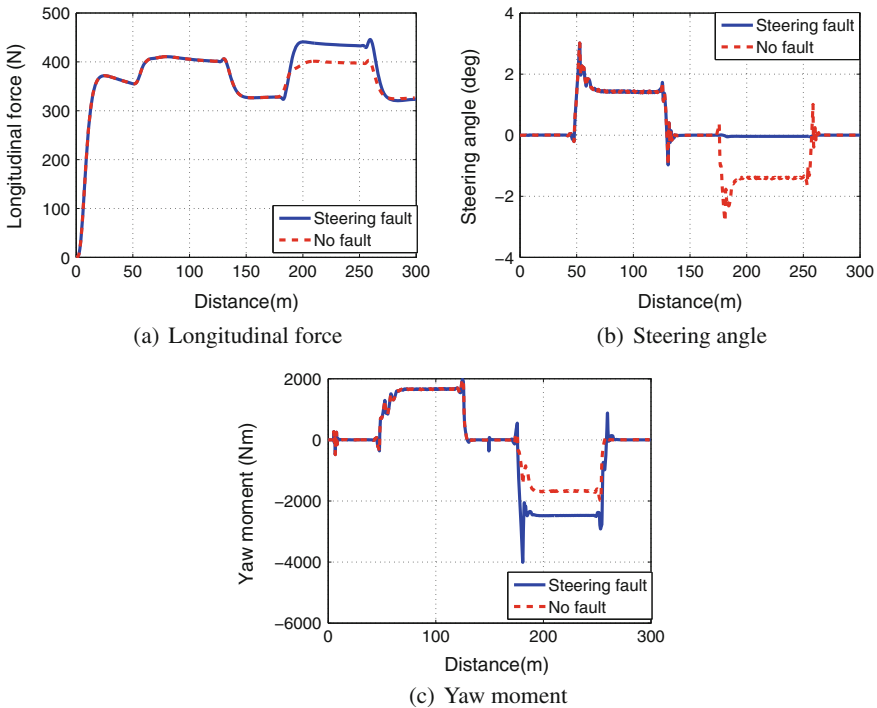 500
400
300
200
100
0
0 50 100 150 200 250 300
Longitudinal force (N)
Distance(m)
Steering fault
No fault
(a) Longitudinal force
4
2
0
−2
−4
0 50 100 150 200 250 300
Steering angle (deg)
Distance(m)
Steering fault
No fault
(b) Steering angle
2000
0
−2000
−4000
−6000
0 100 200 300
Yaw moment (Nm)
Distance(m)
Steering fault
No fault
(c) Yaw moment